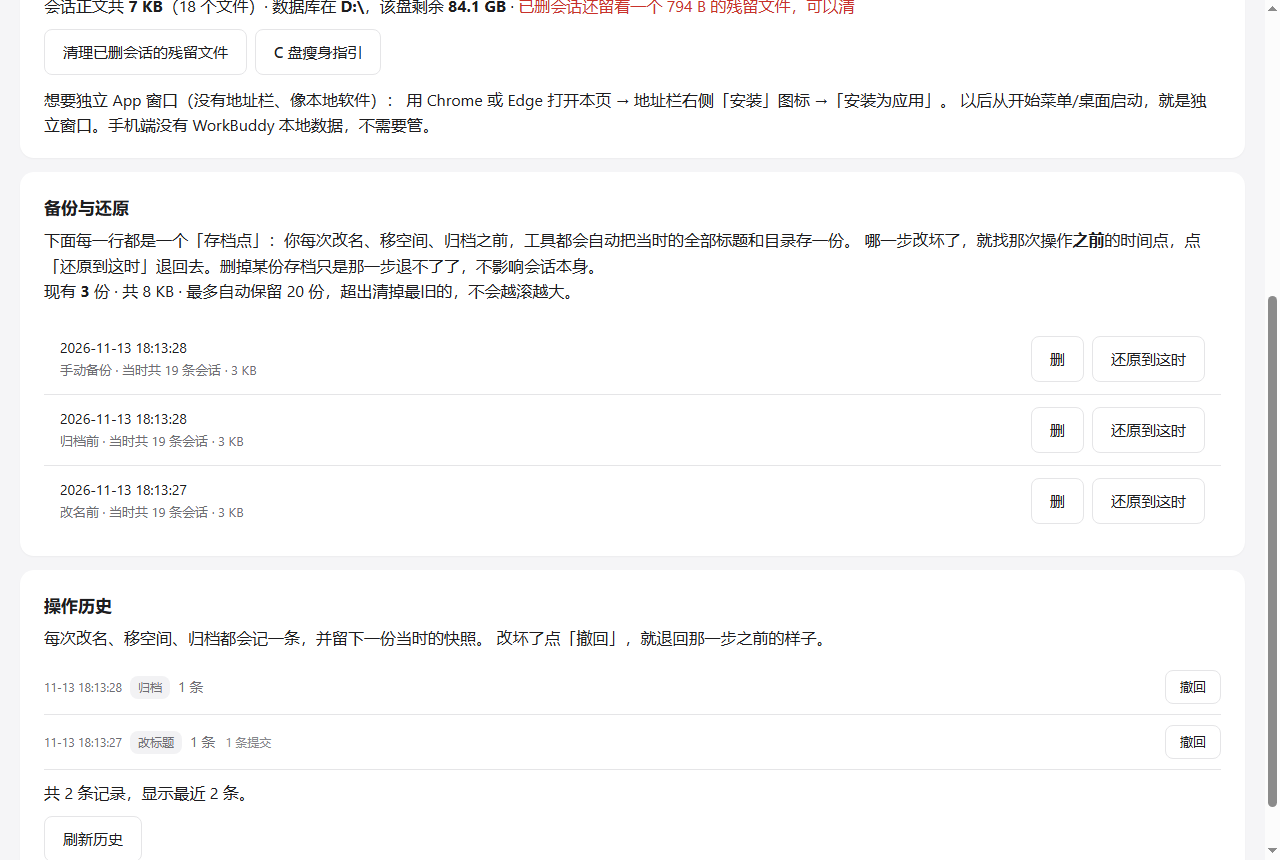 会话正文共 7 KB（18 个文件）· 数据库在 D:\，该盘剩余 84.1 GB · 已删会话还留着一个 794 B 的残留文件，可以清
清理已删会话的残留文件
C 盘瘦身指引
想要独立 App 窗口（没有地址栏、像本地软件）： 用 Chrome 或 Edge 打开本页 → 地址栏右侧「安装」图标 →「安装为应用」。 以后从开始菜单/桌面启动，就是独
立窗口。手机端没有 WorkBuddy 本地数据，不需要管。
备份与还原
下面每一行都是一个「存档点」：你每次改名、移空间、归档之前，工具都会自动把当时的全部标题和目录存一份。 哪一步改坏了，就找那次操作之前的时间点，点
「还原到这时」退回去。删掉某份存档只是那一步退不了了，不影响会话本身。
现有 3 份 · 共 8 KB · 最多自动保留 20 份，超出清掉最旧的，不会越滚越大。
2026-11-13 18:13:28
手动备份 · 当时共 19 条会话 · 3 KB
删
还原到这时
2026-11-13 18:13:28
归档前 · 当时共 19 条会话 · 3 KB
删
还原到这时
2026-11-13 18:13:27
改名前 · 当时共 19 条会话 · 3 KB
删
还原到这时
操作历史
每次改名、移空间、归档都会记一条，并留下一份当时的快照。 改坏了点「撤回」，就退回那一步之前的样子。
11-13 18:13:28 归档 1 条
撤回
11-13 18:13:27 改标题 1 条 1 条提交
撤回
共 2 条记录，显示最近 2 条。
刷新历史